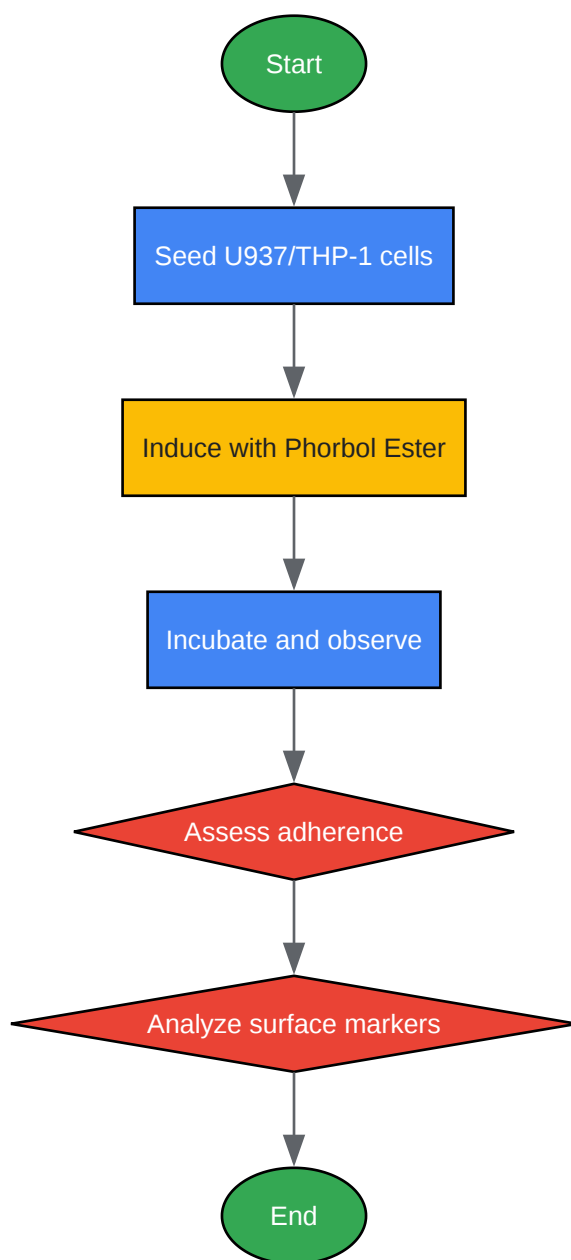 Start
Seed U937/THP-1 cells
Induce with Phorbol Ester
Incubate and observe
Assess adherence
Analyze surface markers
End